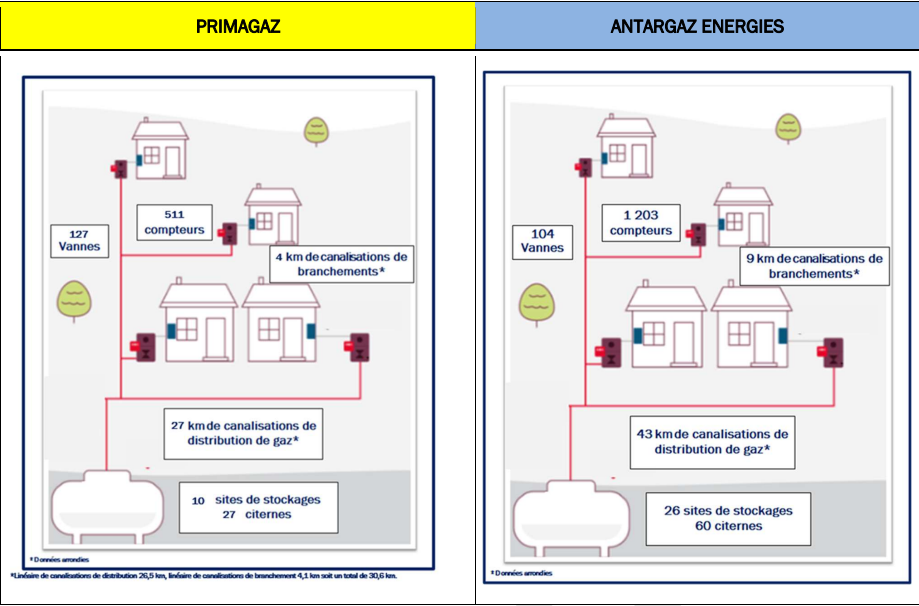 PRIMAGAZ
127
Vannes
511
compteurs
4 km de canalisations de
branchements*
27 km de canalisations de
distribution de gaz*
10 sites de stockages
27 citernes
* Données arrondies
*Linéaire de canalisations de distribution 26,5 km, linéaire de canalisations de branchement 4,1 km soit un total de 30,6 km.
ANTARGAZ ENERGIES
104
Vannes
1 203
compteurs
9 km de canalisations de
branchements*
43 km de canalisations de
distribution de gaz*
26 sites de stockages
60 citernes
* Données arrondies